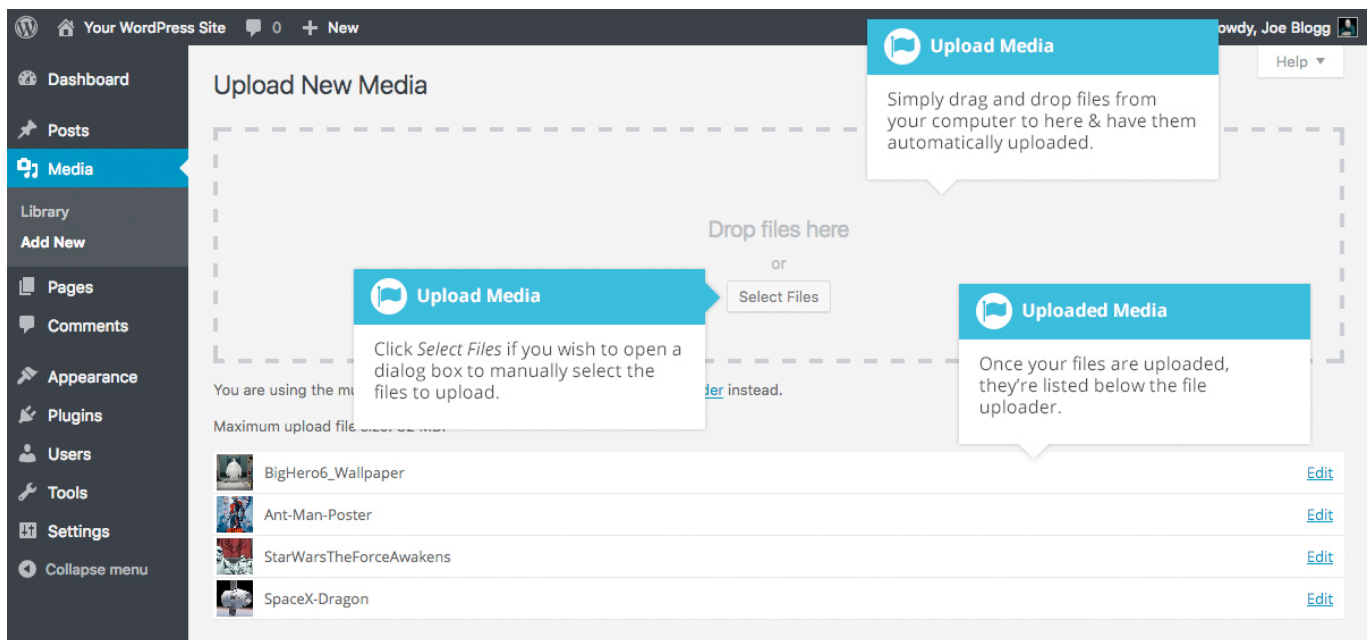 Your WordPress Site 0 + New
owdy, Joe Blogg
Help ▼
Dashboard
Posts
Media
Library
Add New
Pages
Comments
Appearance
Plugins
Users
Tools
Settings
Collapse menu
Upload New Media
Upload Media
Simply drag and drop files from
your computer to here & have them
automatically uploaded.
Drop files here
or
Select Files
Upload Media
Click Select Files if you wish to open a
dialog box to manually select the
files to upload.
Uploaded Media
Once your files are uploaded,
they’re listed below the file
uploader.
You are using the instead.
Maximum upload file
BigHero6_Wallpaper Edit
Ant-Man-Poster Edit
StarWarsTheForceAwakens Edit
SpaceX-Dragon Edit